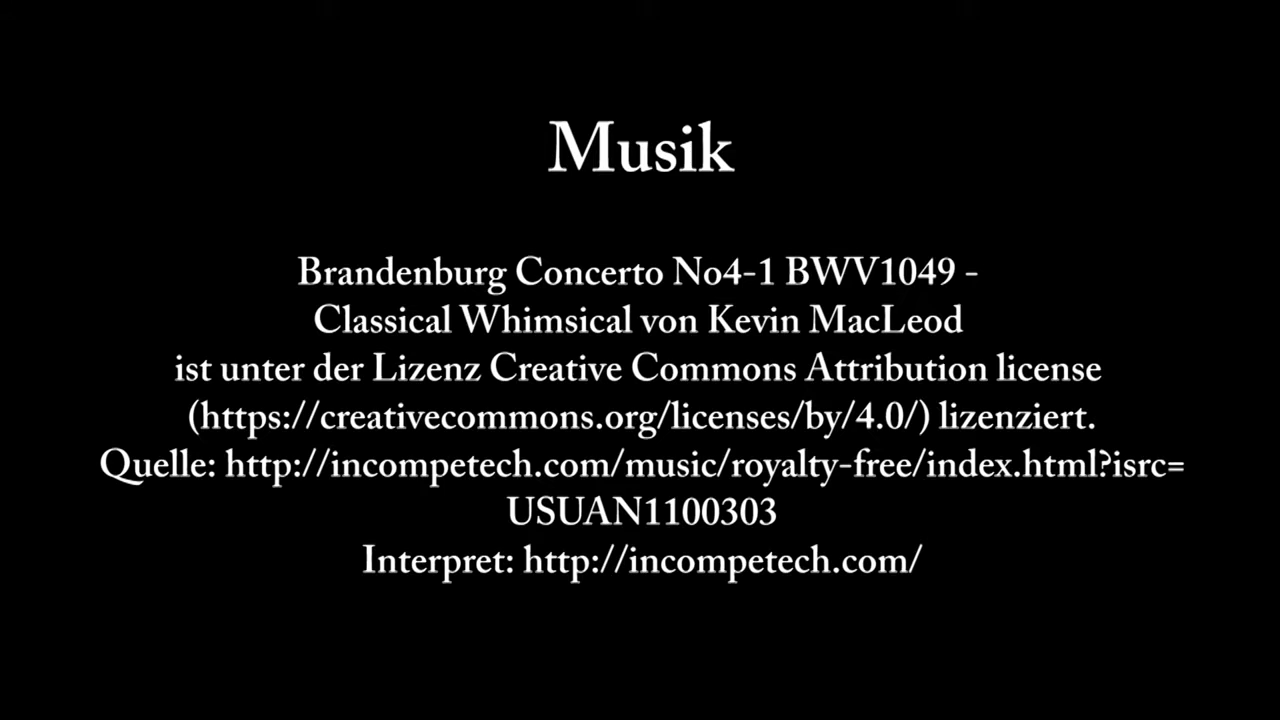 Musik
Brandenburg Concerto No4-1 BWV1049 -
Classical Whimsical von Kevin MacLeod
ist unter der Lizenz Creative Commons Attribution license
(https://creativecommons.org/licenses/by/4.0/) lizenziert.
Quelle: http://incompetech.com/music/royalty-free/index.html?isrc=
USUAN1100303
Interpret: http://incompetech.com/